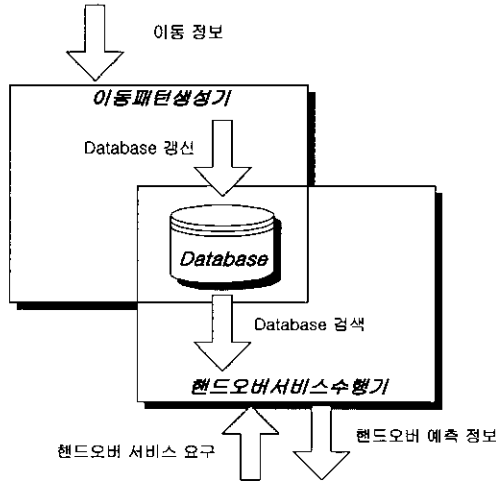 이동 정보
이동패턴생성기
Database 갱신
Database
Database 검색
핸드오버서비스수행기
핸드오버 서비스 요구
핸드오버 예측 정보